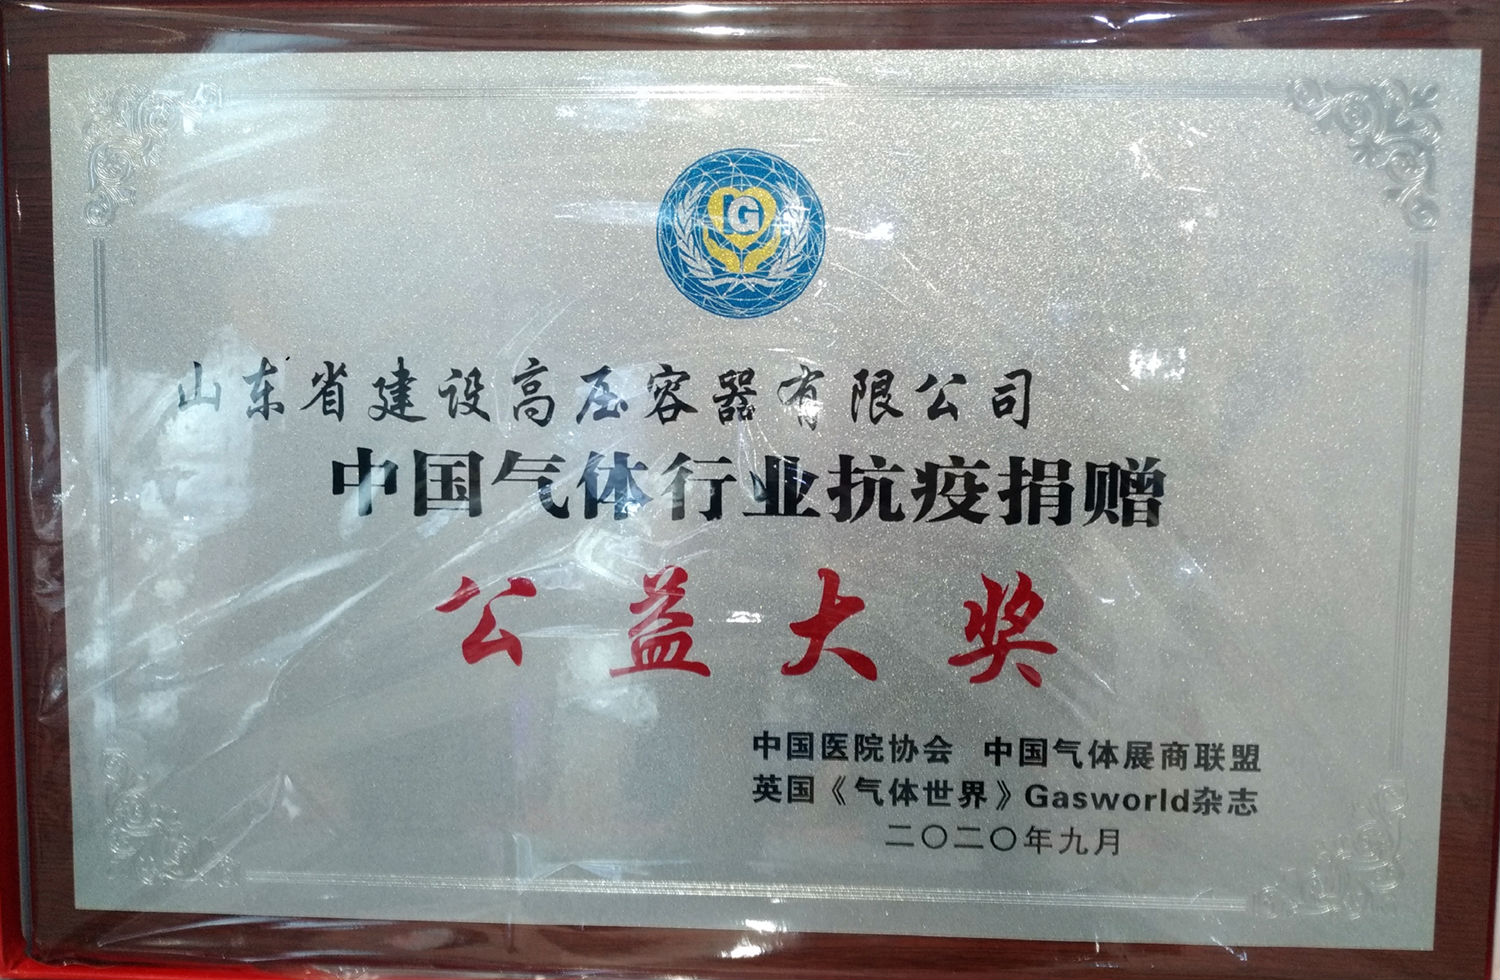 IG
山东省建设高压容器有限公司
中国气体行业抗疫捐赠
公益大奖
中国医院协会 中国气体展商联盟
英国《气体世界》Gasworld杂志
二〇二〇年九月